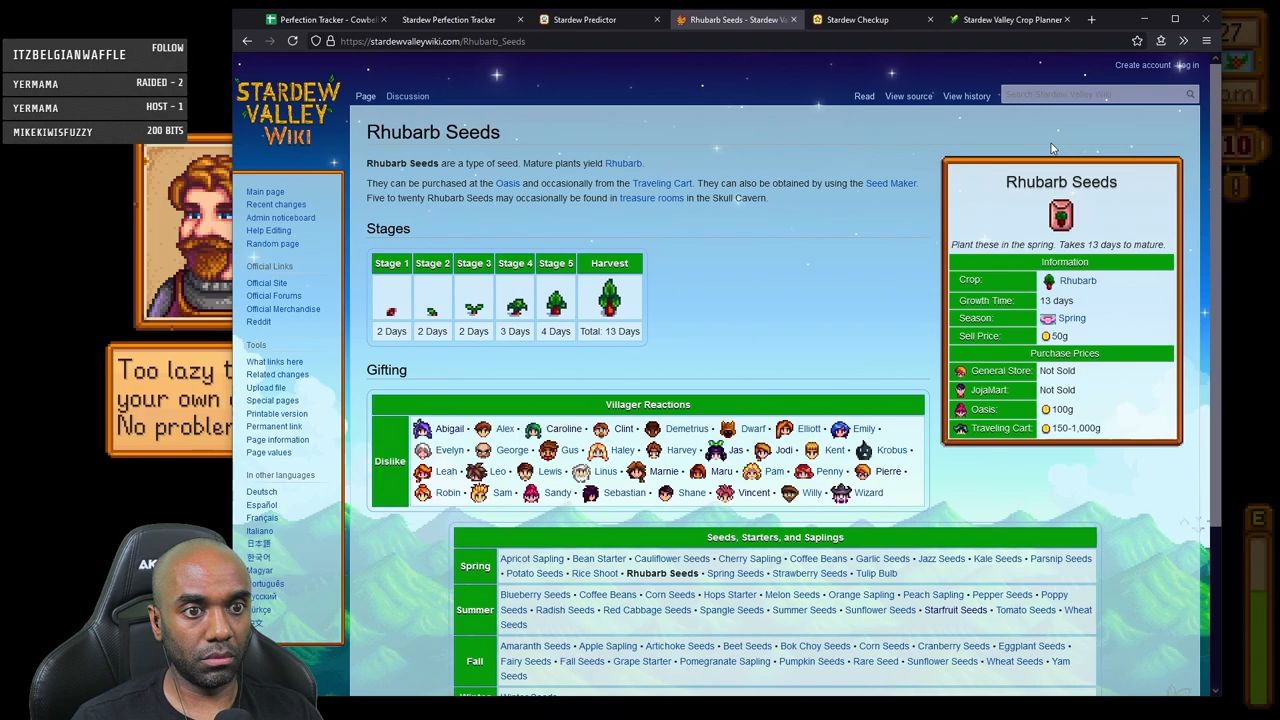 Perfection Tracker - Cowbell
Stardew Perfection Tracker
Stardew Predictor
Rhubarb Seeds - Stardew Va
Stardew Checkup
Stardew Valley Crop Planner
https://stardewvalleywiki.com/Rhubarb_Seeds
ITZBELGIANWAFFLE FOLLOW
YERMAMA RAIDED - 2
YERMAMA HOST - 1
MIKEKIWISFUZZY 200 BITS
Too lazy t
your own
No problem
27
10
E
STARDEW
VALLEY
WIKI
Create account Log in
Page Discussion
Read View source View history Search Stardew Valley Wiki
Main page
Recent changes
Admin noticeboard
Help Editing
Random page
Official Links
Official Site
Official Forums
Official Merchandise
Reddit
Tools
What links here
Related changes
Upload file
Special pages
Printable version
Permanent link
Page information
Page values
In other languages
Deutsch
Español
Français
Italiano
日本語
한국어
Magyar
Português
Русский
Türkçe
中文
Rhubarb Seeds
Rhubarb Seeds are a type of seed. Mature plants yield Rhubarb.
They can be purchased at the Oasis and occasionally from the Traveling Cart. They can also be obtained by using the Seed Maker.
Five to twenty Rhubarb Seeds may occasionally be found in treasure rooms in the Skull Cavern.
Stages
Stage 1 Stage 2 Stage 3 Stage 4 Stage 5 Harvest
2 Days 2 Days 2 Days 3 Days 4 Days Total: 13 Days
Gifting
Villager Reactions
Dislike
Abigail Alex Caroline Clint Demetrius Dwarf Elliott Emily
Evelyn George Gus Haley Harvey Jas Jodi Kent Krobus
Leah Leo Lewis Linus Marnie Maru Pam Penny Pierre
Robin Sam Sandy Sebastian Shane Vincent Willy Wizard
Rhubarb Seeds
Plant these in the spring. Takes 13 days to mature.
Information
Crop: Rhubarb
Growth Time: 13 days
Season: Spring
Sell Price: 50g
Purchase Prices
General Store: Not Sold
JojaMart: Not Sold
Oasis: 100g
Traveling Cart: 150-1,000g
Seeds, Starters, and Saplings
Spring
Apricot Sapling • Bean Starter • Cauliflower Seeds • Cherry Sapling • Coffee Beans • Garlic Seeds • Jazz Seeds • Kale Seeds • Parsnip Seeds
• Potato Seeds • Rice Shoot • Rhubarb Seeds • Spring Seeds • Strawberry Seeds • Tulip Bulb
Summer
Blueberry Seeds • Coffee Beans • Corn Seeds • Hops Starter • Melon Seeds • Orange Sapling • Peach Sapling • Pepper Seeds • Poppy
Seeds • Radish Seeds • Red Cabbage Seeds • Spangle Seeds • Summer Seeds • Sunflower Seeds • Starfruit Seeds • Tomato Seeds • Wheat
Seeds
Fall
Amaranth Seeds • Apple Sapling • Artichoke Seeds • Beet Seeds • Bok Choy Seeds • Corn Seeds • Cranberry Seeds • Eggplant Seeds •
Fairy Seeds • Fall Seeds • Grape Starter • Pomegranate Sapling • Pumpkin Seeds • Rare Seed • Sunflower Seeds • Wheat Seeds • Yam
Seeds